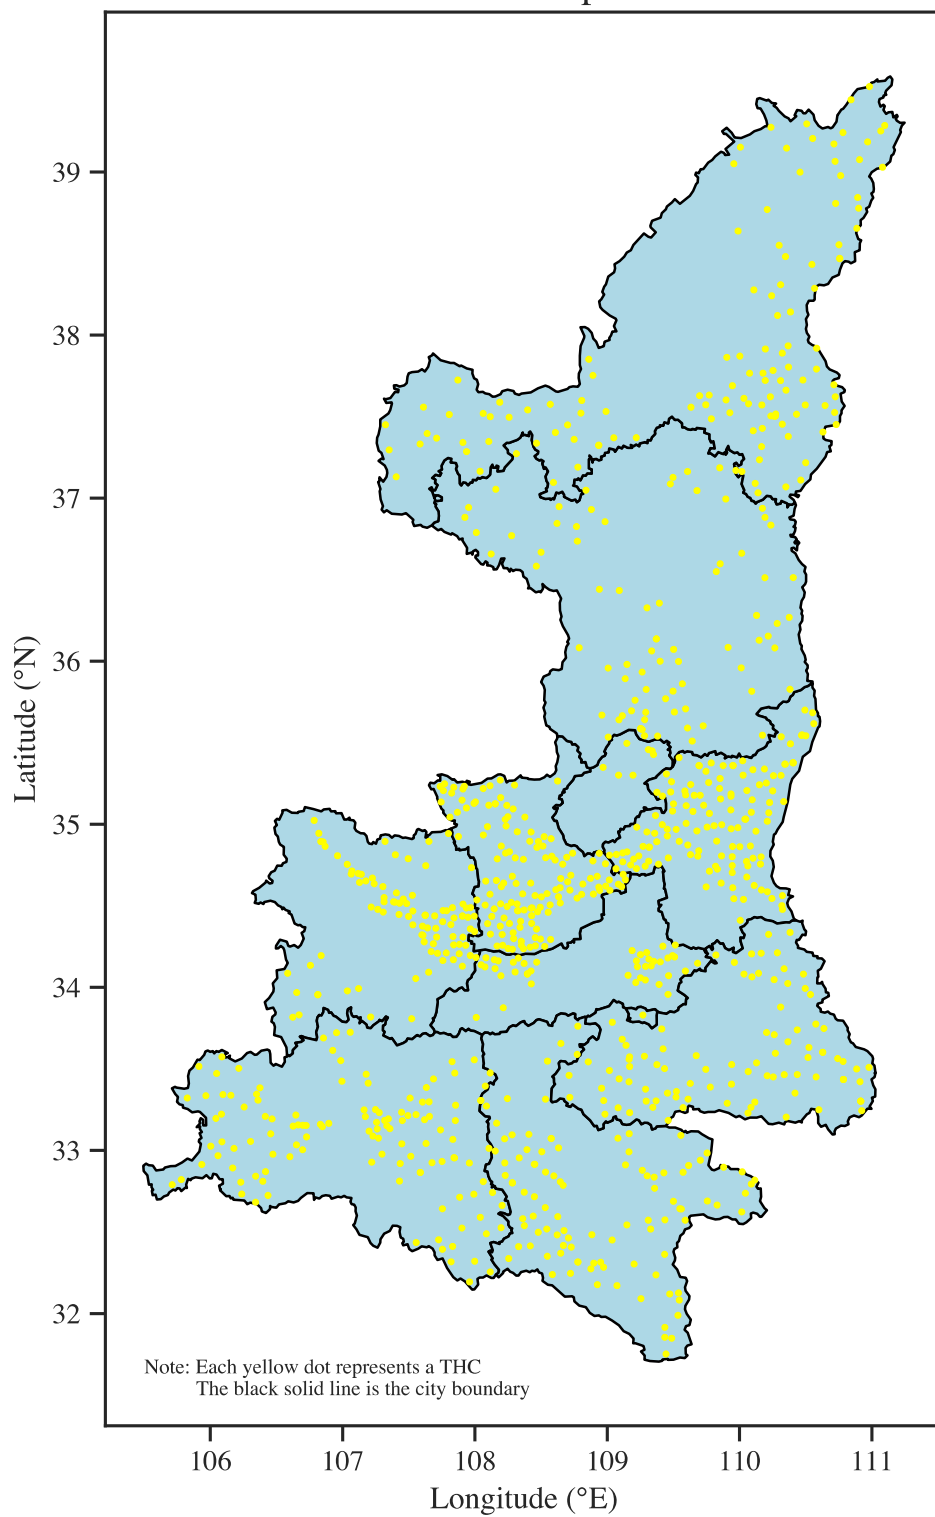 39
38
37
36
35
34
33
32
Latitude (°N)
Note: Each yellow dot represents a THC
The black solid line is the city boundary
106 107 108 109 110 111
Longitude (°E)